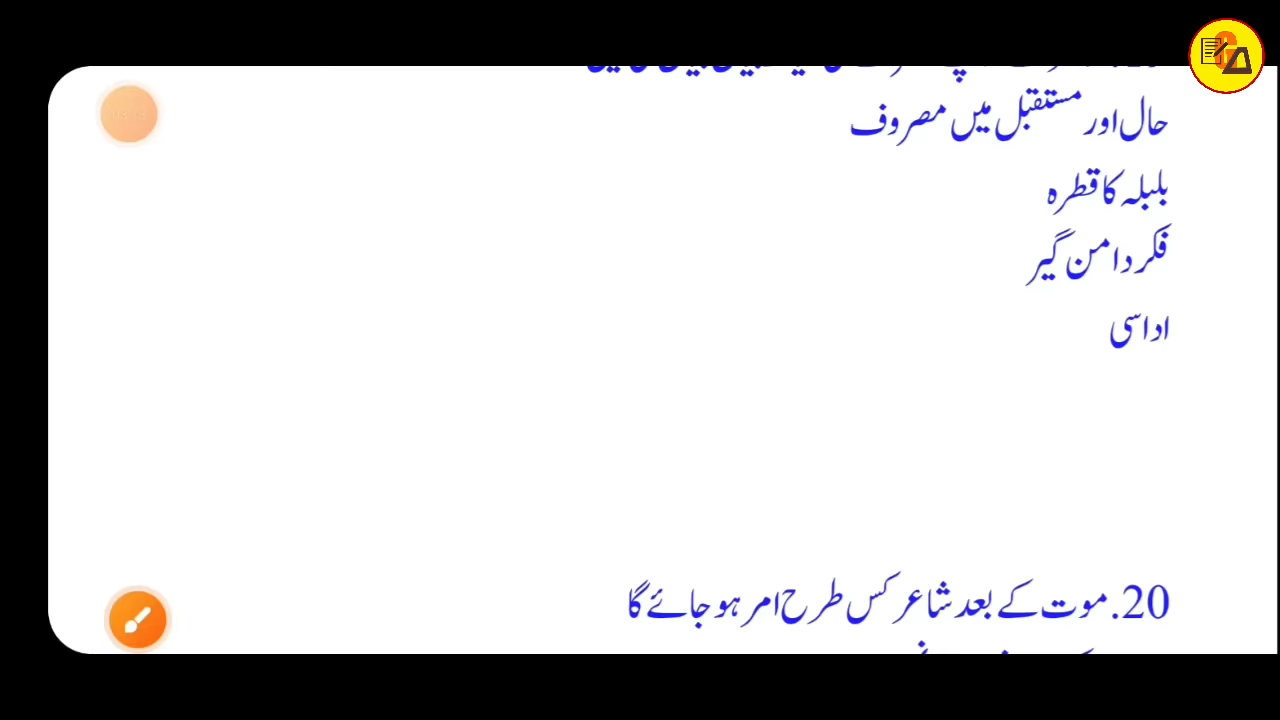 حال اور مستقبل میں مصروف
بلبلہ کا قطرہ
فکر دامن گیر
اداسی
20.موت کے بعد شاعر کس طرح امر ہو جائے گا